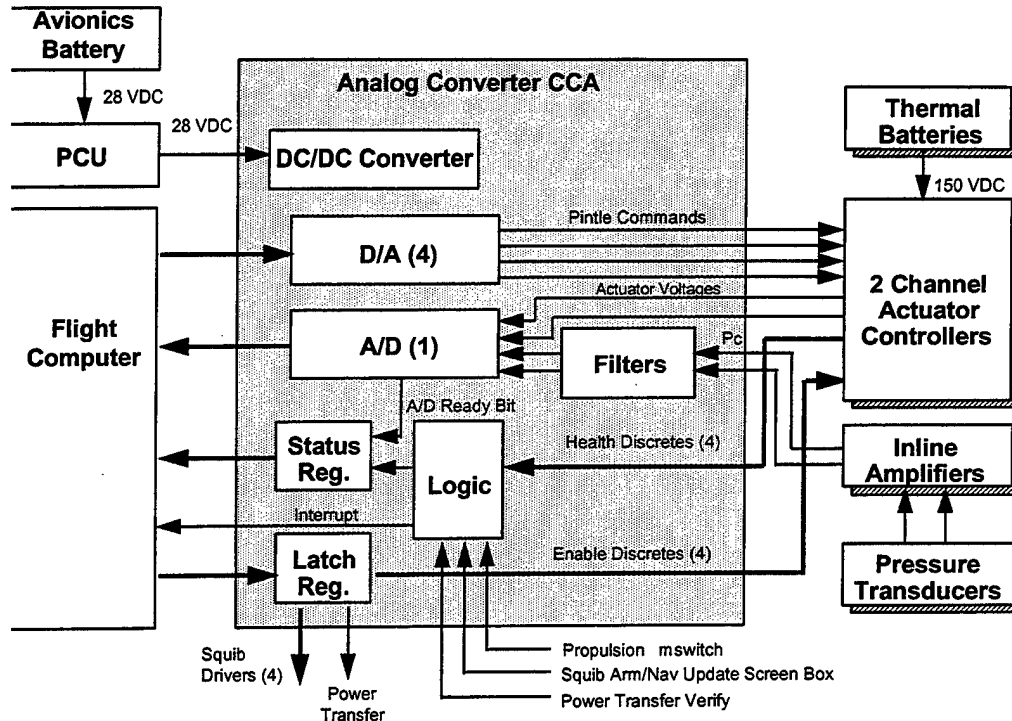 Avionics
Battery
28 VDC
PCU
28 VDC
Analog Converter CCA
DC/DC Converter
Thermal
Batteries
150 VDC
Pintle Commands
D/A (4)
Actuator Voltages
2 Channel
Actuator
Controllers
Flight
Computer
A/D (1)
Filters
Pc
A/D Ready Bit
Status
Reg.
Logic
Health Discretes (4)
Inline
Amplifiers
Interrupt
Latch
Reg.
Enable Discretes (4)
Pressure
Transducers
Squib
Drivers (4)
Power
Transfer
Propulsion mswitch
Squib Arm/Nav Update Screen Box
Power Transfer Verify